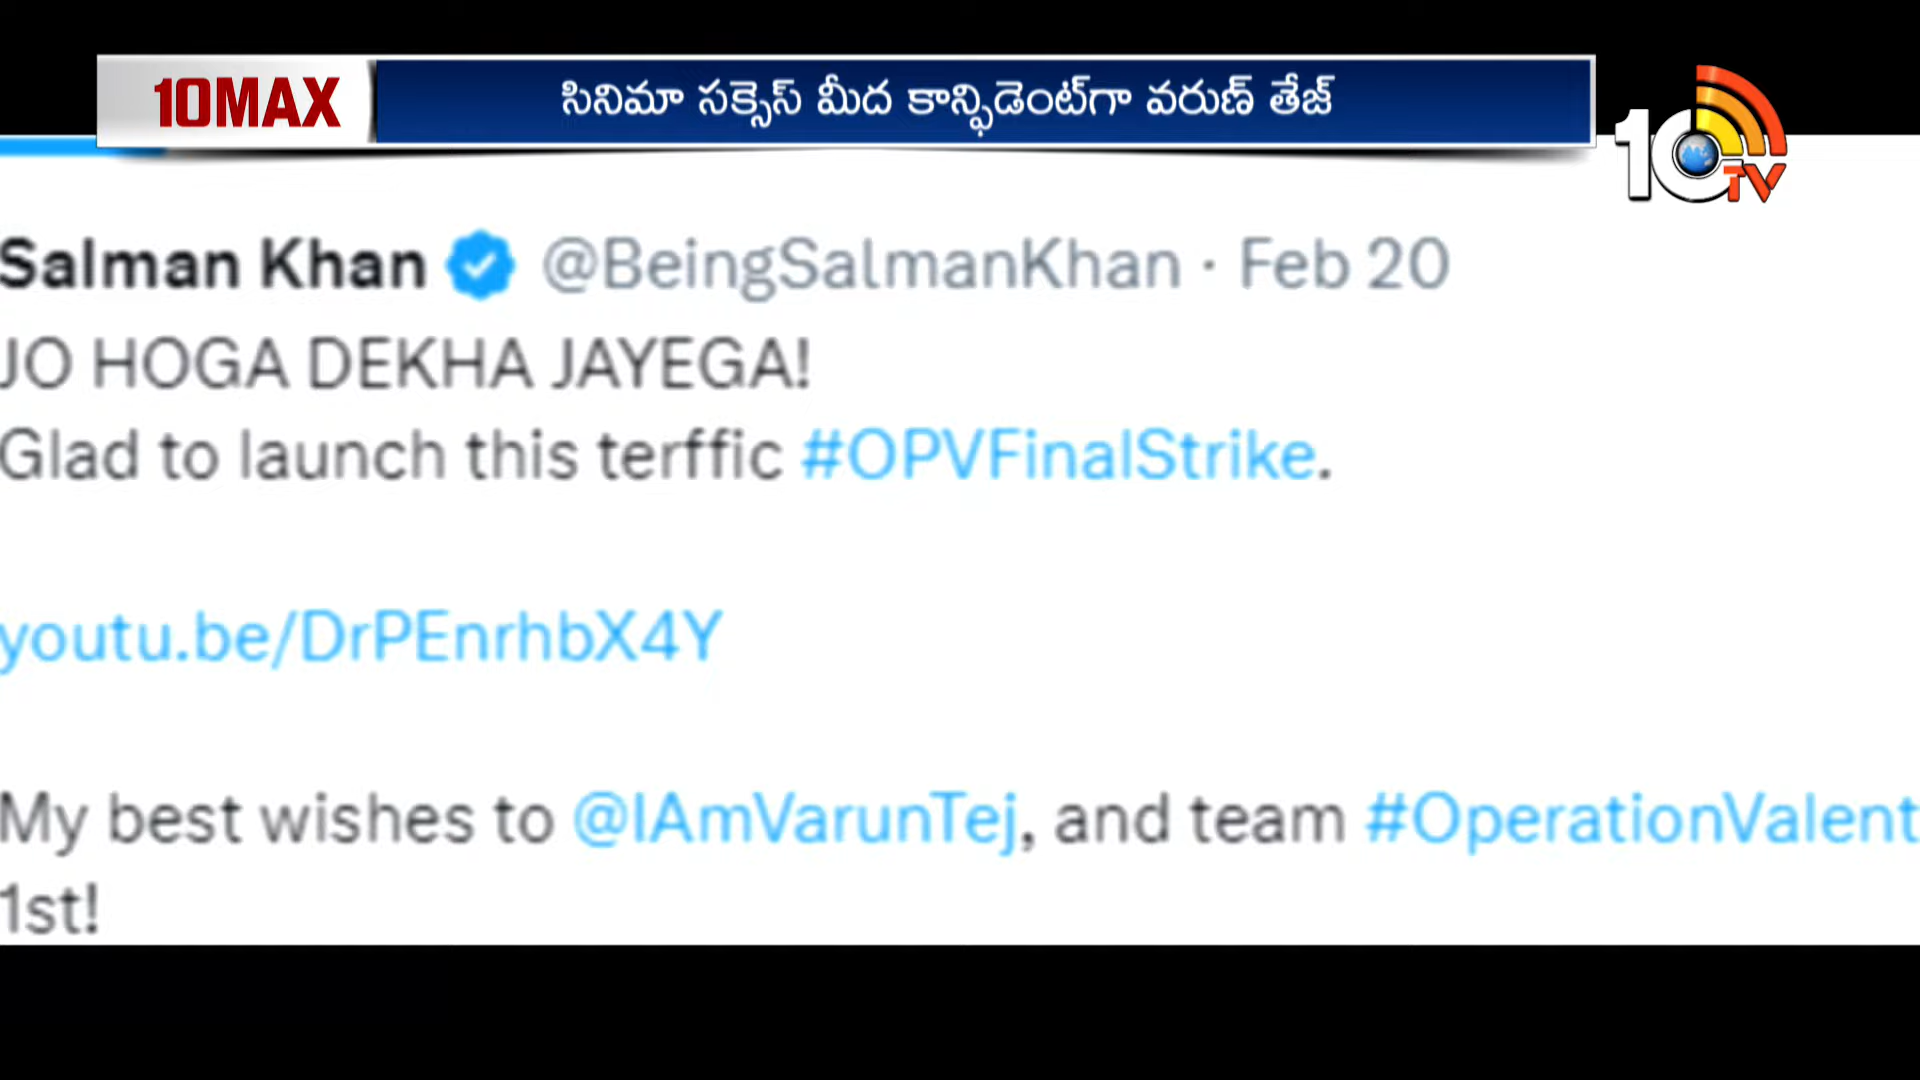 10MAX
సినిమా సక్సెస్ మీద కాన్ఫిడెంట్‌గా వరుణ్ తేజ్
10TV
Salman Khan @BeingSalmanKhan · Feb 20
JO HOGA DEKHA JAYEGA!
Glad to launch this terffic #OPVFinalStrike.
youtu.be/DrPEnrhbX4Y
My best wishes to @IAmVarunTej, and team #OperationValent
1st!